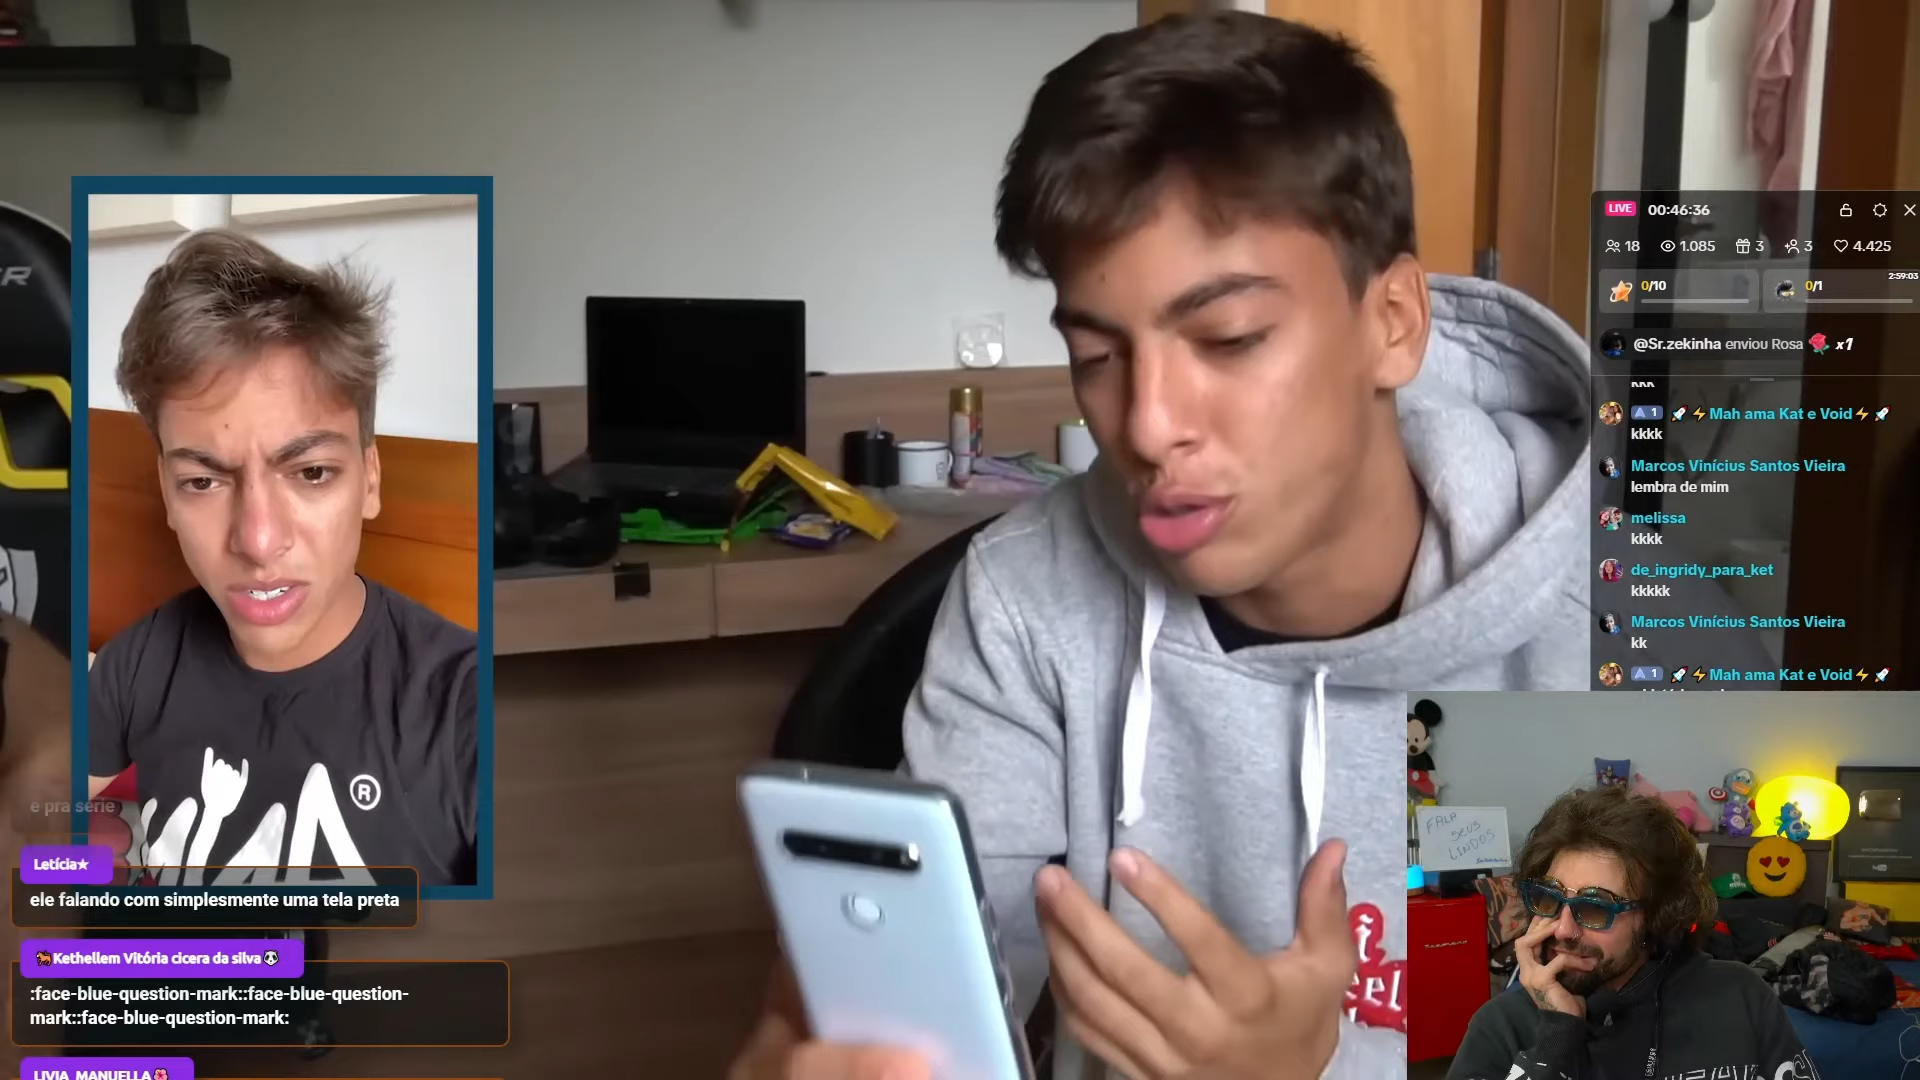 LIVE 00:46:36
18 1.085 3 3 4.425
0/10 0/1 2:59:03
@Sr.zekinha enviou Rosa x1
kkk
A 1 Mah ama Kat e Void
kkkk
Marcos Vinícius Santos Vieira
lembra de mim
melissa
kkkk
de_ingridy_para_ket
kkkkk
Marcos Vinícius Santos Vieira
kk
A 1 Mah ama Kat e Void
®
e pra série
Letícia★
ele falando com simplesmente uma tela preta
Kethellem Vitória cicera da silva
:face-blue-question-mark::face-blue-question-
mark::face-blue-question-mark:
LIVIA_MANUELLA
FALA
SEUS
LINDOS